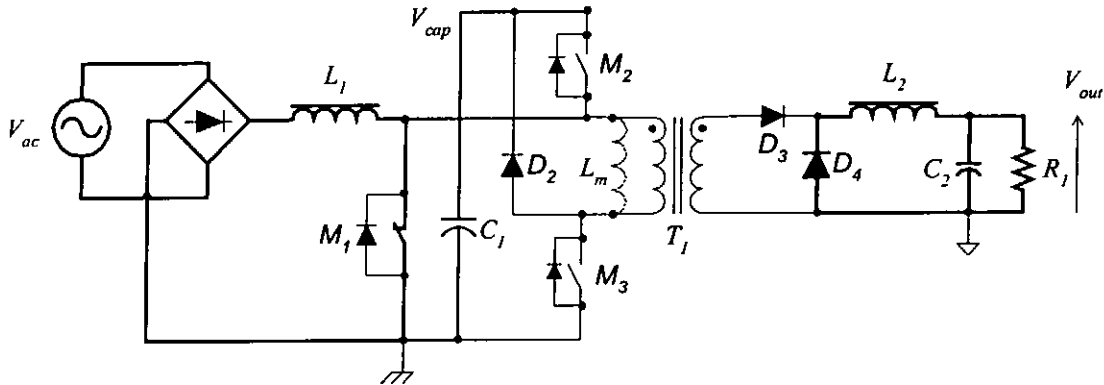 V_cap
M_2
L_1
L_2
V_out
V_ac
D_2
L_m
D_3
D_4
C_2
R_1
M_1
C_1
T_1
M_3